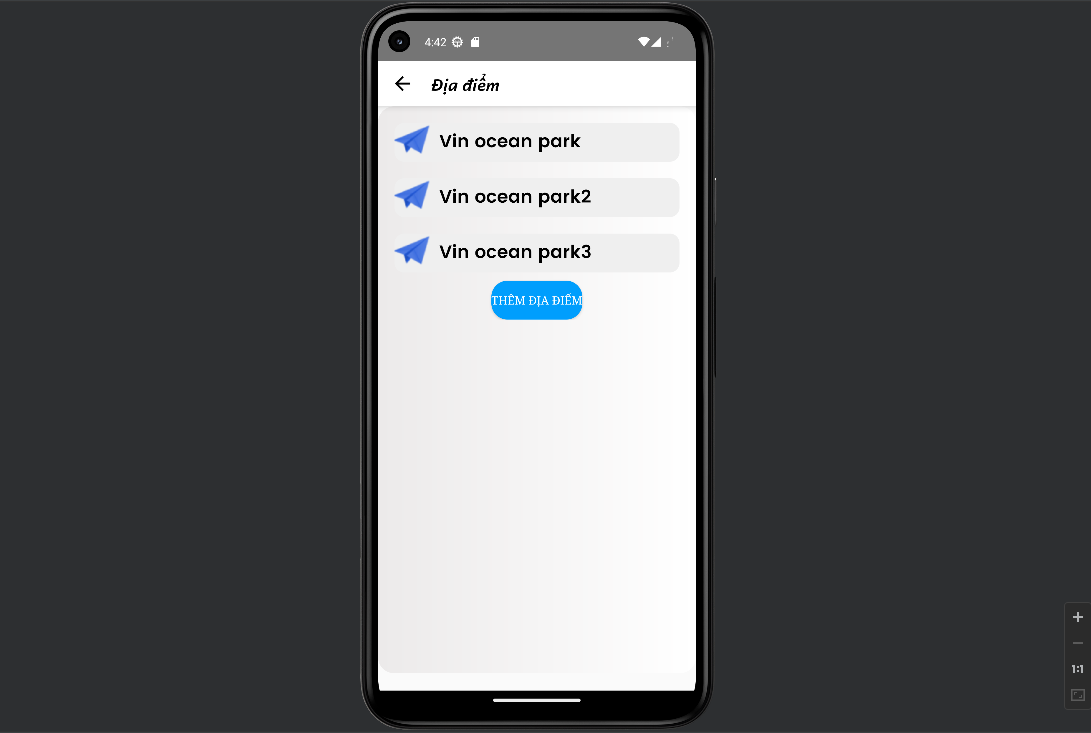 4:42
Địa điểm
Vin ocean park
Vin ocean park2
Vin ocean park3
THÊM ĐỊA ĐIỂM
1:1